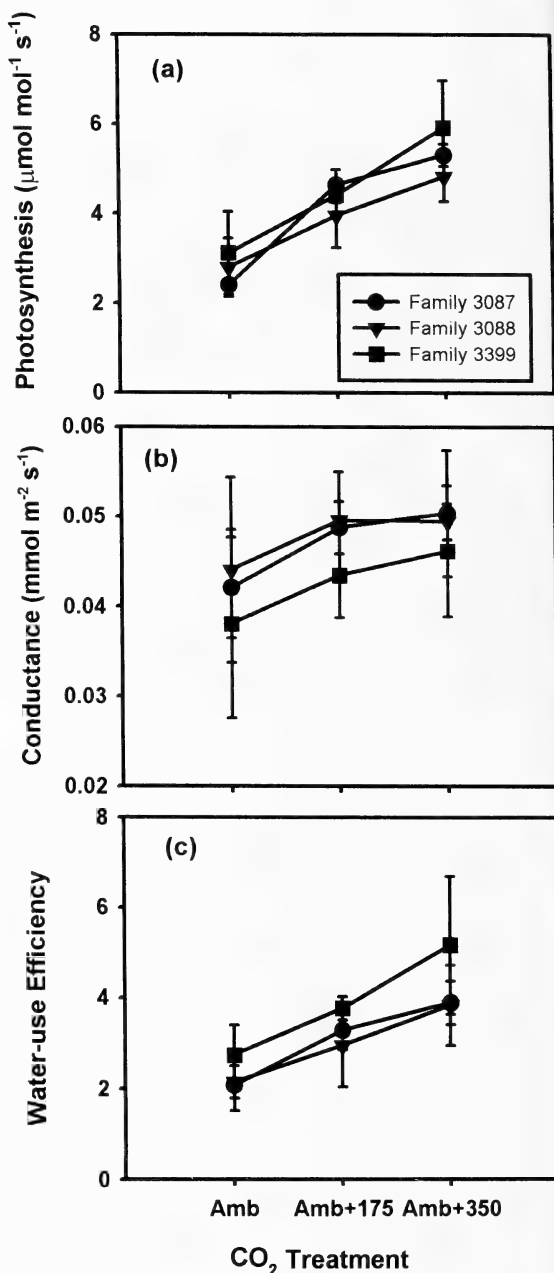 8
(a)
6
4
2
0
Photosynthesis (μmol mol⁻¹ s⁻¹)
Family 3087
Family 3088
Family 3399
0.06
(b)
0.05
0.04
0.03
0.02
Conductance (mmol m⁻² s⁻¹)
8
(c)
6
4
2
0
Water-use Efficiency
Amb Amb+175 Amb+350
CO₂ Treatment